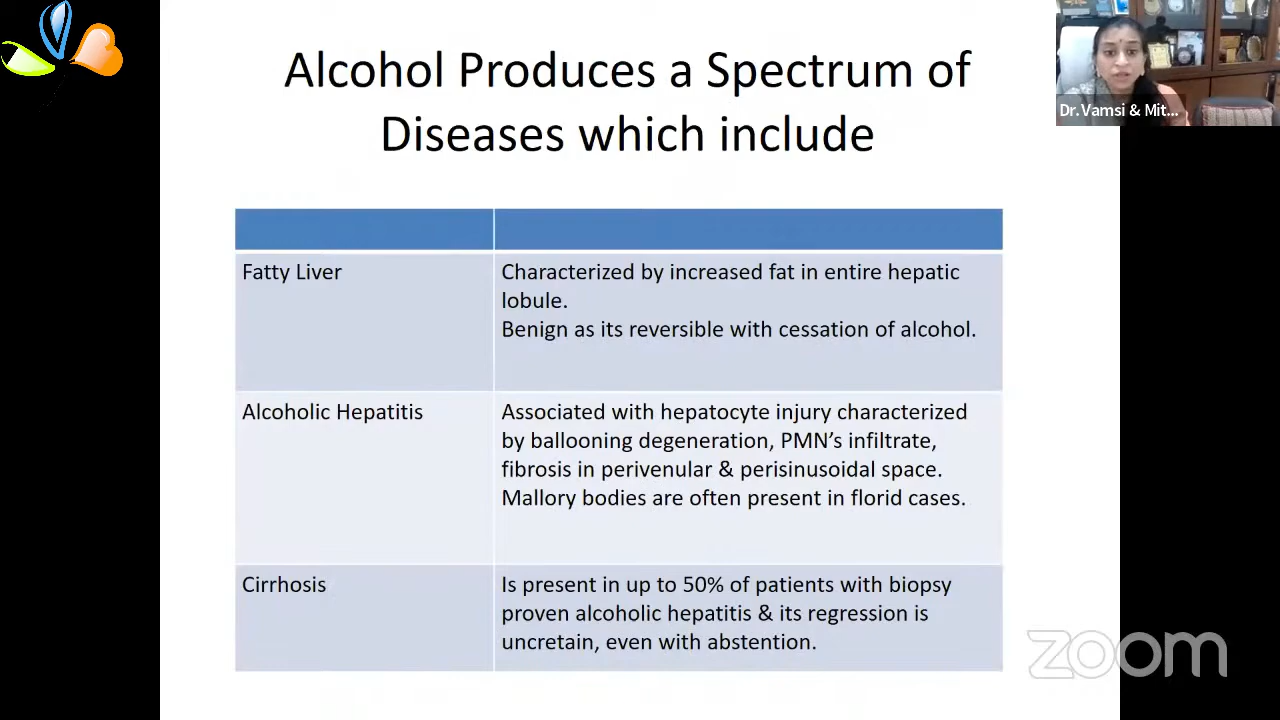 Alcohol Produces a Spectrum of
Diseases which include
Dr.Vamsi & Mit...
Fatty Liver
Characterized by increased fat in entire hepatic
lobule.
Benign as its reversible with cessation of alcohol.
Alcoholic Hepatitis
Associated with hepatocyte injury characterized
by ballooning degeneration, PMN’s infiltrate,
fibrosis in perivenular & perisinusoidal space.
Mallory bodies are often present in florid cases.
Cirrhosis
Is present in up to 50% of patients with biopsy
proven alcoholic hepatitis & its regression is
uncretain, even with abstention.
zoom